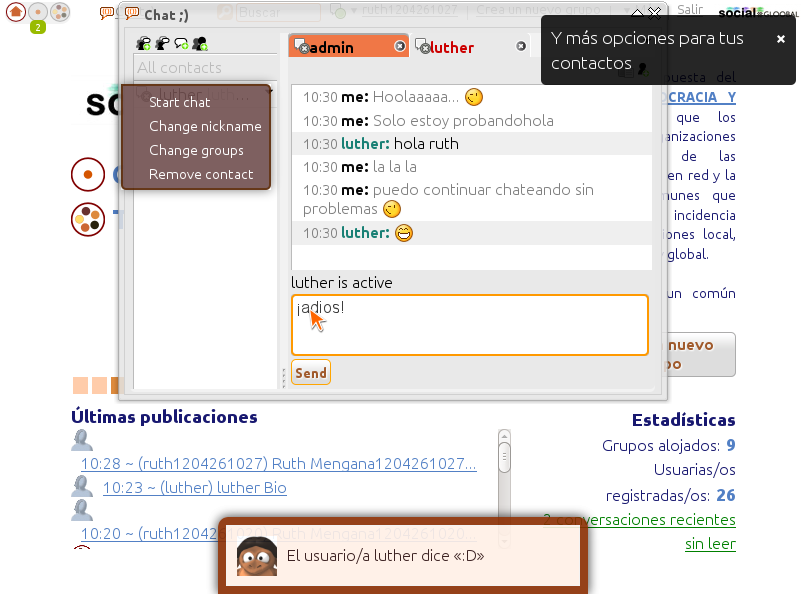 2
Chat ;)
Buscar
ruth1204261027
Crea un nuevo grupo
Salir
social
GLOOBAL
Y más opciones para tus
contactos
×
All contacts
luther
Start chat
Change nickname
Change groups
Remove contact
admin
luther
10:30 me: Hoolaaaaa...
10:30 me: Solo estoy probandohola
10:30 luther: hola ruth
10:30 me: la la la
10:30 me: puedo continuar chateando sin
problemas
10:30 luther:
luther is active
¡adios!
Send
puesta del
CRACIA Y
que los
anizaciones
de las
en red y la
munes que
incidencia
iones local,
global.
un común
nuevo
po
Últimas publicaciones
10:28 ~ (ruth1204261027) Ruth Mengana1204261027...
10:23 ~ (luther) luther Bio
10:20 ~ (ruth1204261020) Ruth Mengana1204261020...
Estadísticas
Grupos alojados: 9
Usuarias/os
registradas/os: 26
2 conversaciones recientes
sin leer
El usuario/a luther dice «:D»